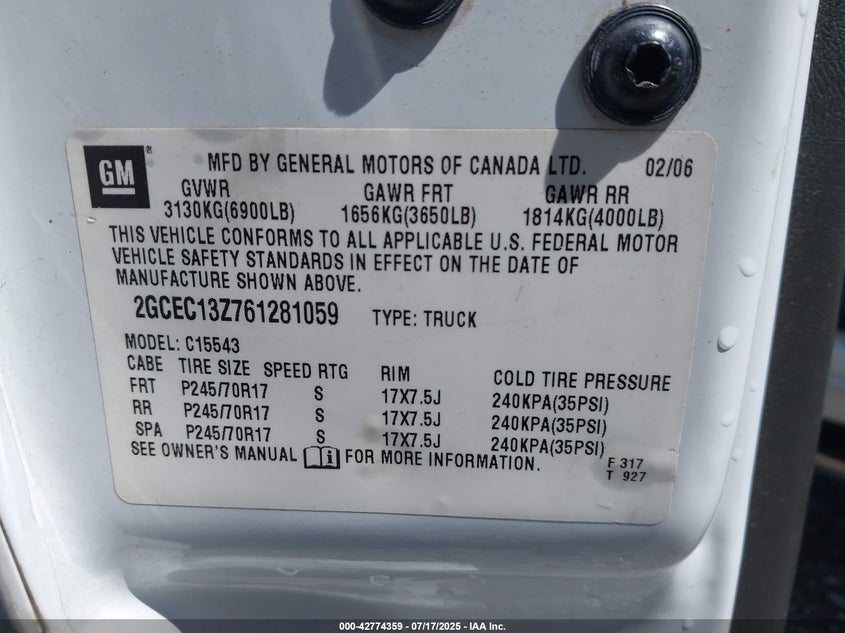 GM ® MFD BY GENERAL MOTORS OF CANADA LTD. 02/06
GVWR GAWR FRT GAWR RR
3130KG(6900LB) 1656KG(3650LB) 1814KG(4000LB)
THIS VEHICLE CONFORMS TO ALL APPLICABLE U.S. FEDERAL MOTOR
VEHICLE SAFETY STANDARDS IN EFFECT ON THE DATE OF
MANUFACTURE SHOWN ABOVE.
2GCEC13Z761281059 TYPE: TRUCK
MODEL: C15543
CABE TIRE SIZE SPEED RTG RIM COLD TIRE PRESSURE
FRT P245/70R17 S 17X7.5J 240KPA(35PSI)
RR P245/70R17 S 17X7.5J 240KPA(35PSI)
SPA P245/70R17 S 17X7.5J 240KPA(35PSI)
SEE OWNER'S MANUAL FOR MORE INFORMATION.
F 317
T 927
000-42774359 - 07/17/2025 - IAA Inc.